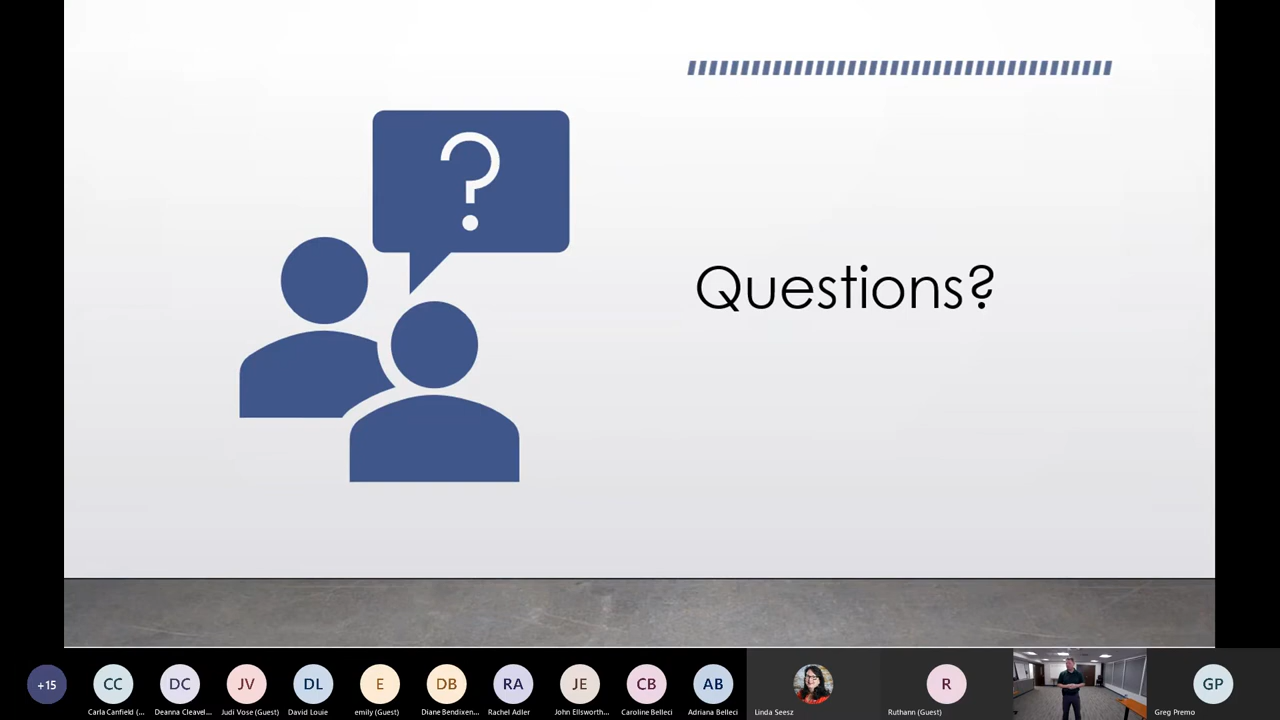 ?
Questions?
+15
CC
DC
JV
DL
E
DB
RA
JE
CB
AB
R
GP
Carla Canfield (...
Deanna Cleavel...
Judi Vose (Guest)
David Louie
emily (Guest)
Diane Bendixen...
Rachel Adler
John Ellsworth...
Caroline Belleci
Adriana Belleci
Linda Seesz
Ruthann (Guest)
Greg Premo